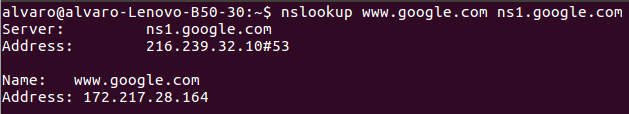 alvaro@alvaro-Lenovo-B50-30:~$ nslookup www.google.com ns1.google.com
Server: ns1.google.com
Address: 216.239.32.10#53
Name: www.google.com
Address: 172.217.28.164